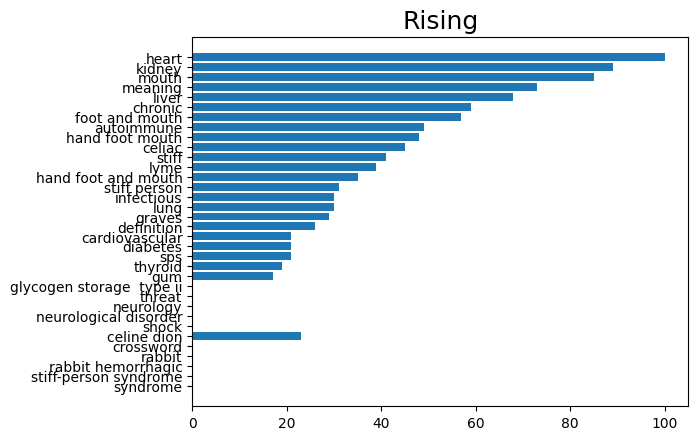 Rising
heart
kidney
mouth
meaning
liver
chronic
foot and mouth
autoimmune
hand foot mouth
celiac
stiff
lyme
hand foot and mouth
stiff person
infectious
lung
graves
definition
cardiovascular
diabetes
sps
thyroid
gum
glycogen storage  type ii
threat
neurology
neurological disorder
shock
celine dion
crossword
rabbit
rabbit hemorrhagic
stiff-person syndrome
syndrome
0 20 40 60 80 100